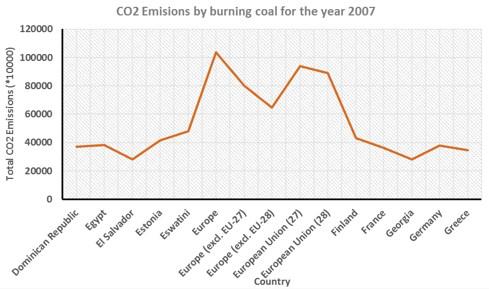 CO2 Emisions by burning coal for the year 2007
Total CO2 Emissions (*10000)
120000
100000
80000
60000
40000
20000
0
Dominican Republic
Egypt
El Salvador
Estonia
Eswatini
Europe
Europe (excl. EU-27)
Europe (excl. EU-28)
European Union (27)
European Union (28)
Finland
France
Georgia
Germany
Greece
Country